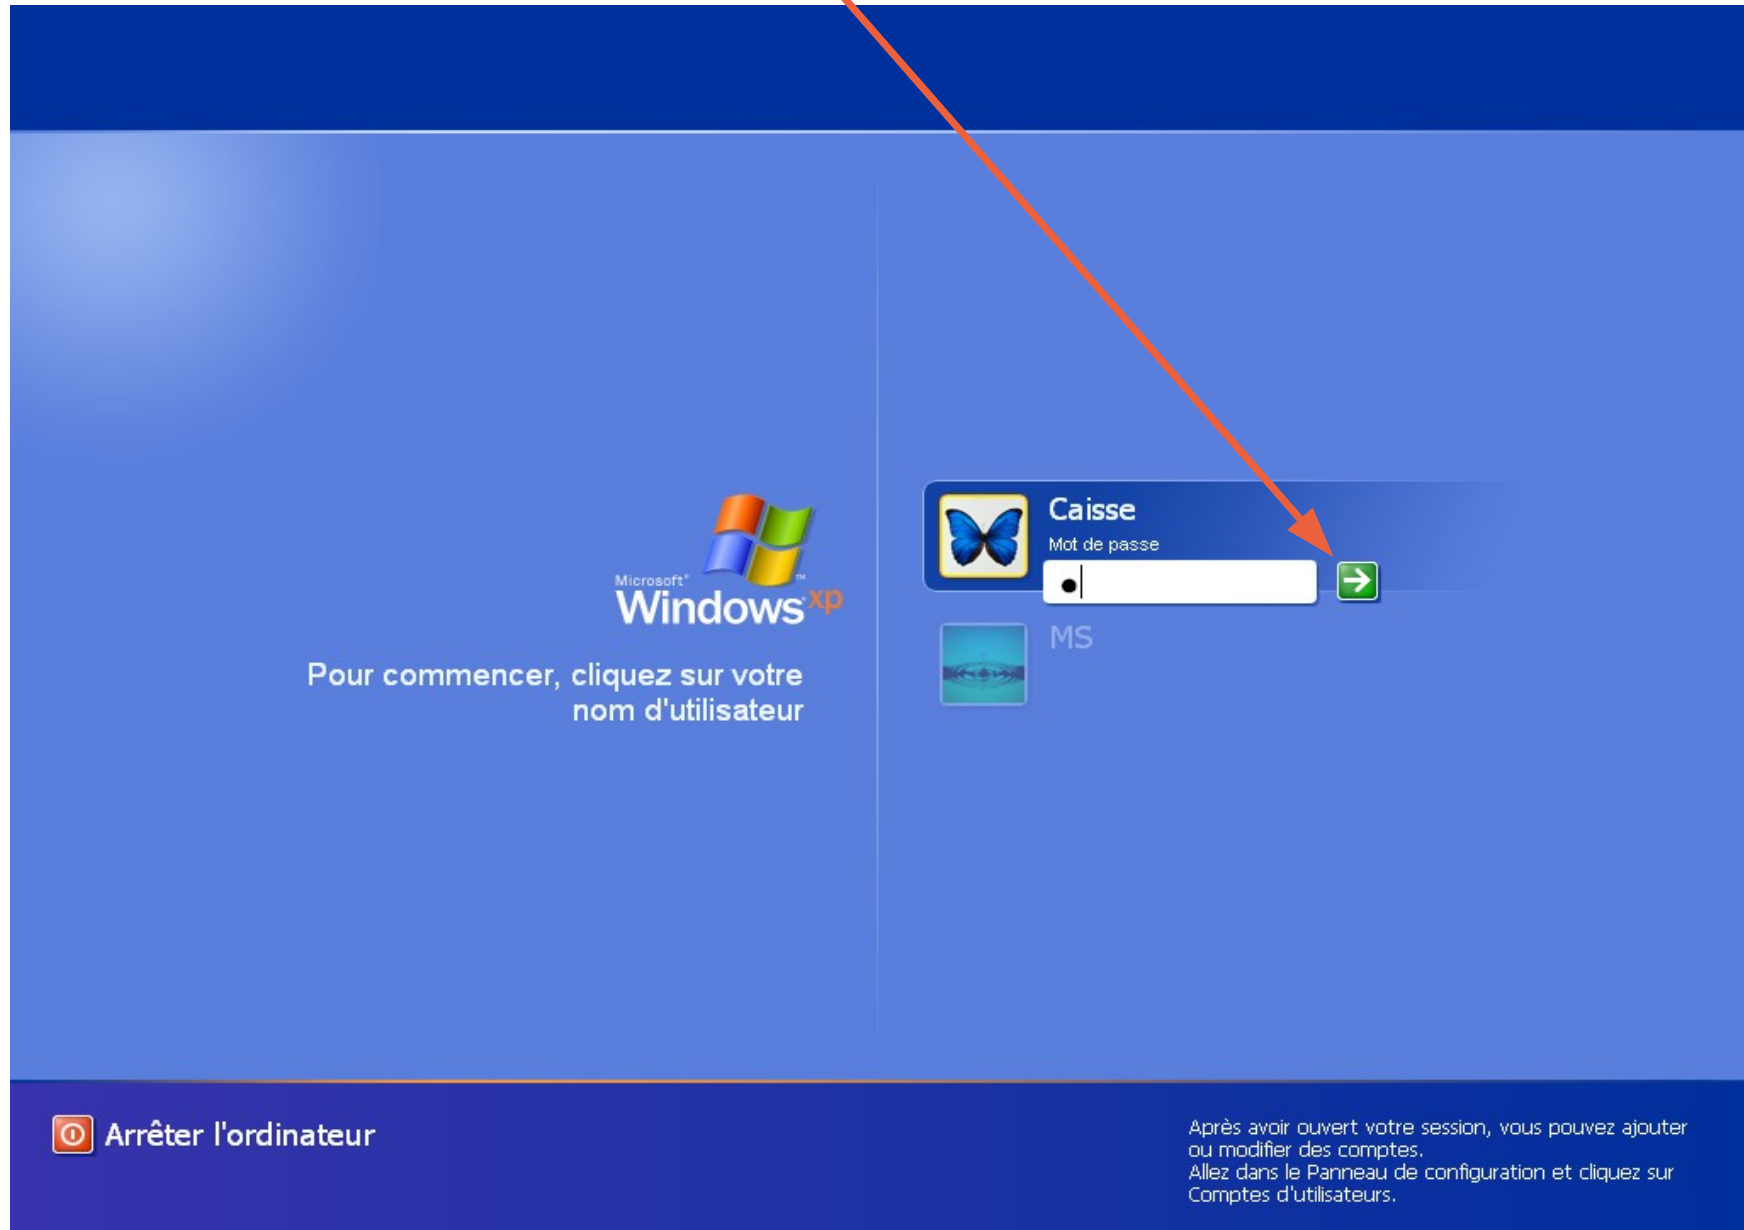 Microsoft®
Windows xp™
Pour commencer, cliquez sur votre
nom d'utilisateur
Caisse
Mot de passe
MS
Arrêter l'ordinateur
Après avoir ouvert votre session, vous pouvez ajouter
ou modifier des comptes.
Allez dans le Panneau de configuration et cliquez sur
Comptes d'utilisateurs.